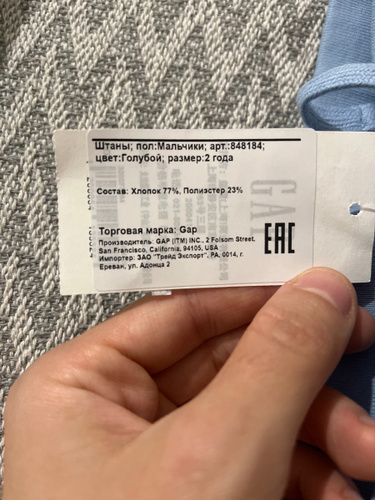 Штаны; пол:Мальчики; арт.:848184;
цвет:Голубой; размер:2 года
Состав: Хлопок 77%, Полиэстер 23%
GAP
Торговая марка: Gap
Производитель: GAP (ITM) INC., 2 Folsom Street,
San Francisco, California, 94105, USA
Импортер: ЗАО "Трейд Экспорт", РА, 0014, г.
Ереван, ул. Адонца 2
EAC